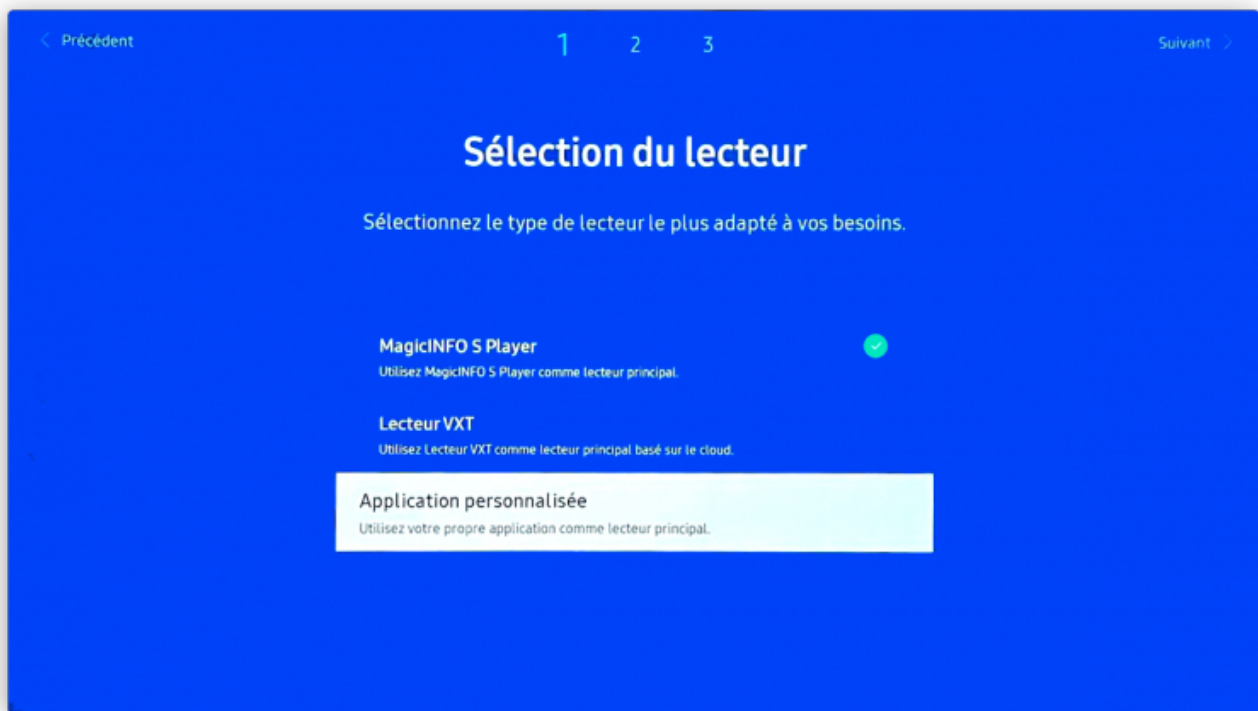 Précédent
1 2 3
Suivant
Sélection du lecteur
Sélectionnez le type de lecteur le plus adapté à vos besoins.
MagicINFO S Player
Utilisez MagicINFO S Player comme lecteur principal.
Lecteur VXT
Utilisez Lecteur VXT comme lecteur principal basé sur le cloud.
Application personnalisée
Utilisez votre propre application comme lecteur principal.